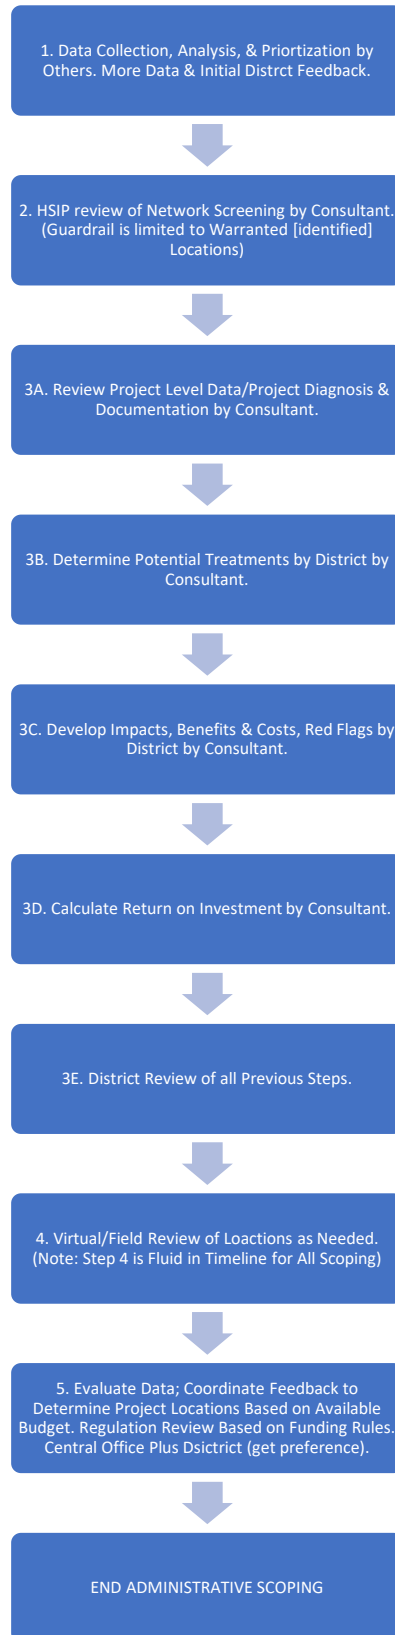 1. Data Collection, Analysis, & Priortization by
Others. More Data & Initial Distrct Feedback.
2. HSIP review of Network Screening by Consultant.
(Guardrail is limited to Warranted [identified]
Locations)
3A. Review Project Level Data/Project Diagnosis &
Documentation by Consultant.
3B. Determine Potential Treatments by District by
Consultant.
3C. Develop Impacts, Benefits & Costs, Red Flags by
District by Consultant.
3D. Calculate Return on Investment by Consultant.
3E. District Review of all Previous Steps.
4. Virtual/Field Review of Loactions as Needed.
(Note: Step 4 is Fluid in Timeline for All Scoping)
5. Evaluate Data; Coordinate Feedback to
Determine Project Locations Based on Available
Budget. Regulation Review Based on Funding Rules.
Central Office Plus Dsictrict (get preference).
END ADMINISTRATIVE SCOPING